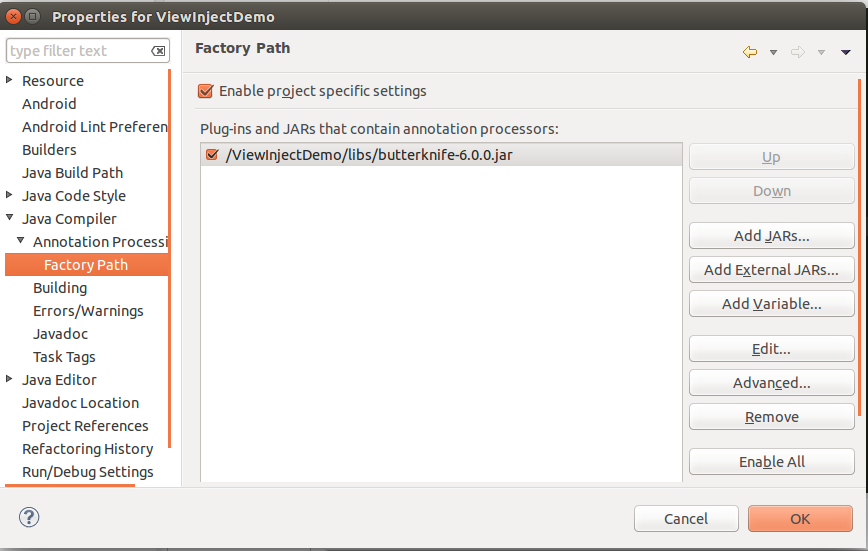 Properties for ViewInjectDemo
type filter text
Resource
Android
Android Lint Preferen
Builders
Java Build Path
Java Code Style
Java Compiler
Annotation Processi
Factory Path
Building
Errors/Warnings
Javadoc
Task Tags
Java Editor
Javadoc Location
Project References
Refactoring History
Run/Debug Settings
Factory Path
Enable project specific settings
Plug-ins and JARs that contain annotation processors:
/ViewInjectDemo/libs/butterknife-6.0.0.jar
Up
Down
Add JARs...
Add External JARs...
Add Variable...
Edit...
Advanced...
Remove
Enable All
?
Cancel
OK